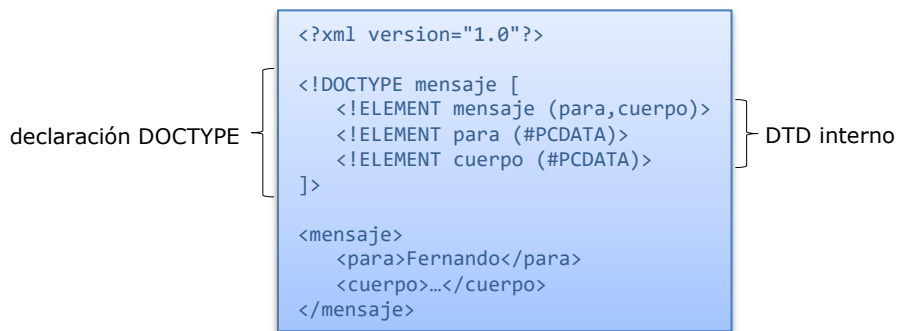 <?xml version="1.0"?>
<!DOCTYPE mensaje [
<!ELEMENT mensaje (para,cuerpo)>
<!ELEMENT para (#PCDATA)>
<!ELEMENT cuerpo (#PCDATA)>
]>
declaración DOCTYPE
DTD interno
<mensaje>
<para>Fernando</para>
<cuerpo>…</cuerpo>
</mensaje>